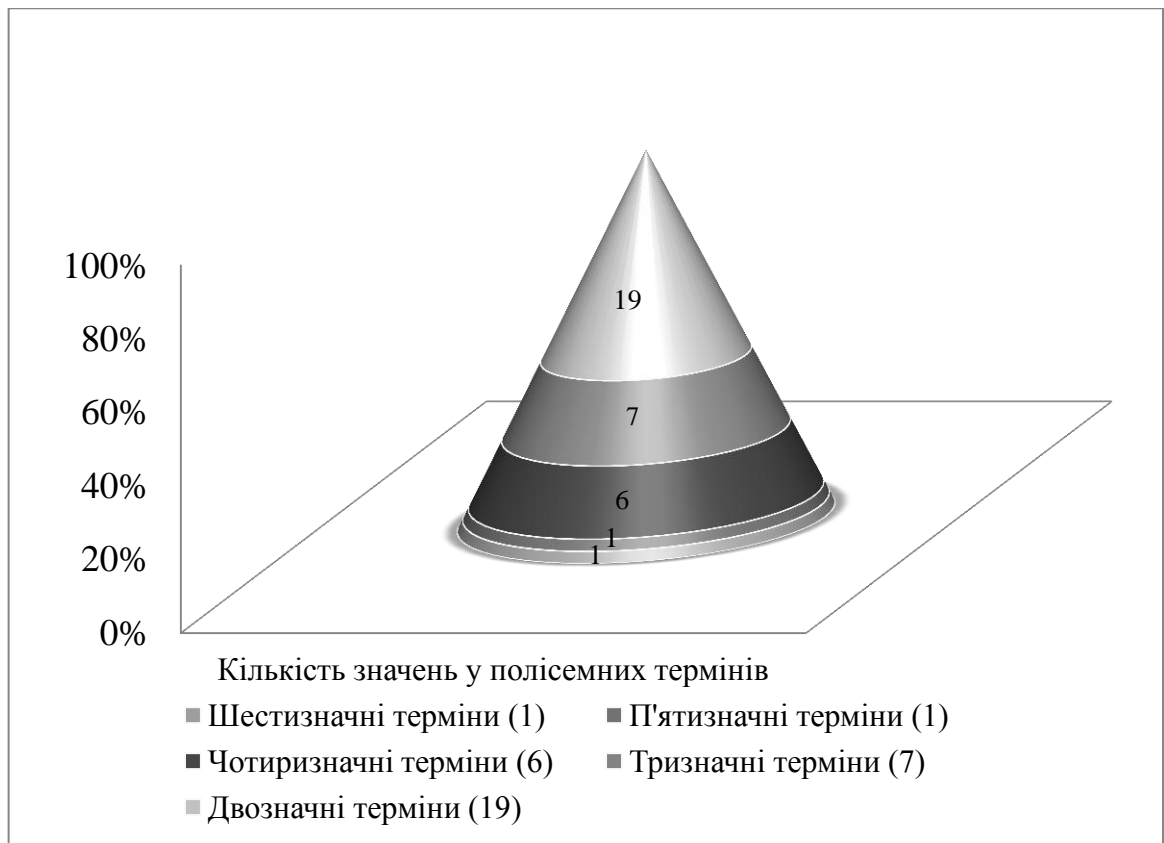 100%
80%
60%
40%
20%
0%
19
7
6
1
1
Кількість значень у полісемних термінів
Шестизначні терміни (1)
П'ятизначні терміни (1)
Чотиризначні терміни (6)
Тризначні терміни (7)
Двозначні терміни (19)